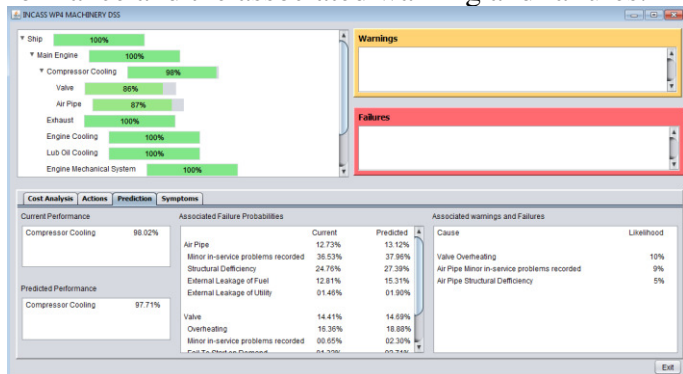 INCASS WP4 MACHINERY DSS
Ship 100%
Main Engine 100%
Compressor Cooling 98%
Valve 86%
Air Pipe 87%
Exhaust 100%
Engine Cooling 100%
Lub Oil Cooling 100%
Engine Mechanical System 100%
Warnings
Failures
Cost Analysis Actions Prediction Symptoms
Current Performance
Compressor Cooling 98.02%
Predicted Performance
Compressor Cooling 97.71%
Associated Failure Probabilities
Current Predicted
Air Pipe 12.73% 13.12%
Minor in-service problems recorded 36.53% 37.96%
Structural Defficiency 24.76% 27.39%
External Leakage of Fuel 12.81% 15.31%
External Leakage of Utility 01.46% 01.90%
Valve 14.41% 14.69%
Overheating 16.36% 18.88%
Minor in-service problems recorded 00.65% 02.30%
Associated warnings and Failures
Cause Likelihood
Valve Overheating 10%
Air Pipe Minor in-service problems recorded 9%
Air Pipe Structural Defficiency 5%
Exit